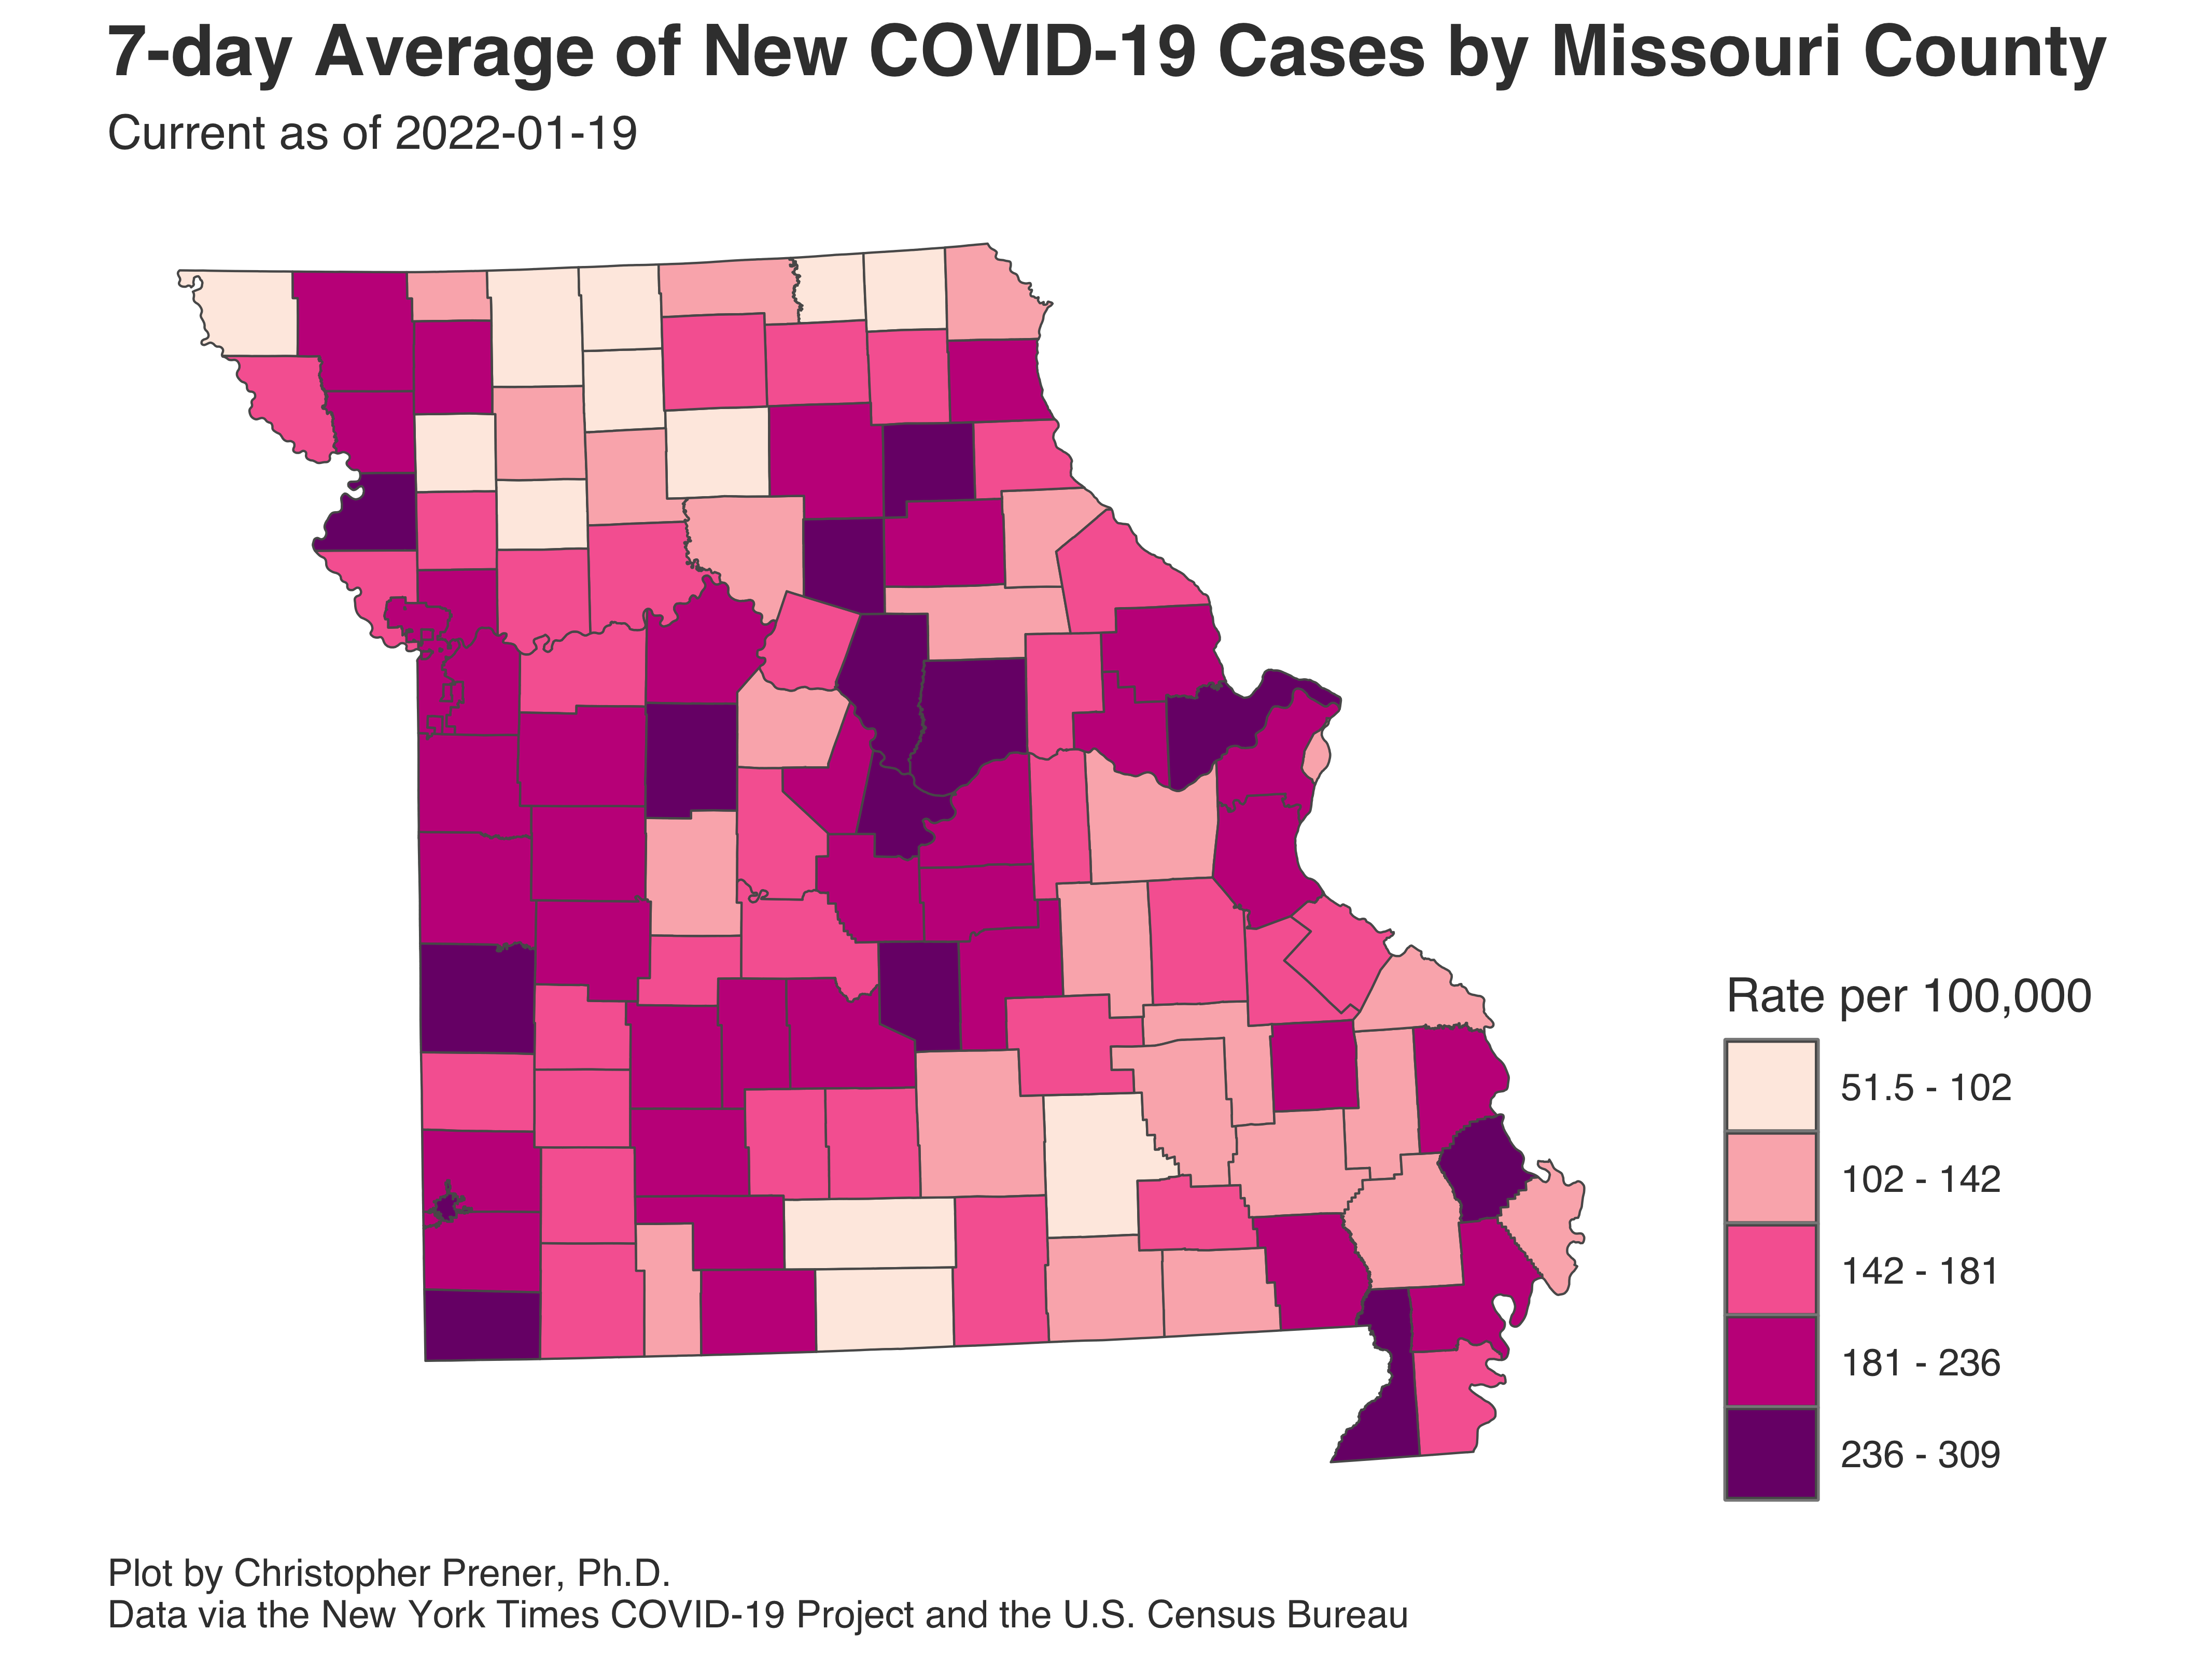 7-day Average of New COVID-19 Cases by Missouri County
Current as of 2022-01-19
Rate per 100,000
51.5 - 102
102 - 142
142 - 181
181 - 236
236 - 309
Plot by Christopher Prener, Ph.D.
Data via the New York Times COVID-19 Project and the U.S. Census Bureau